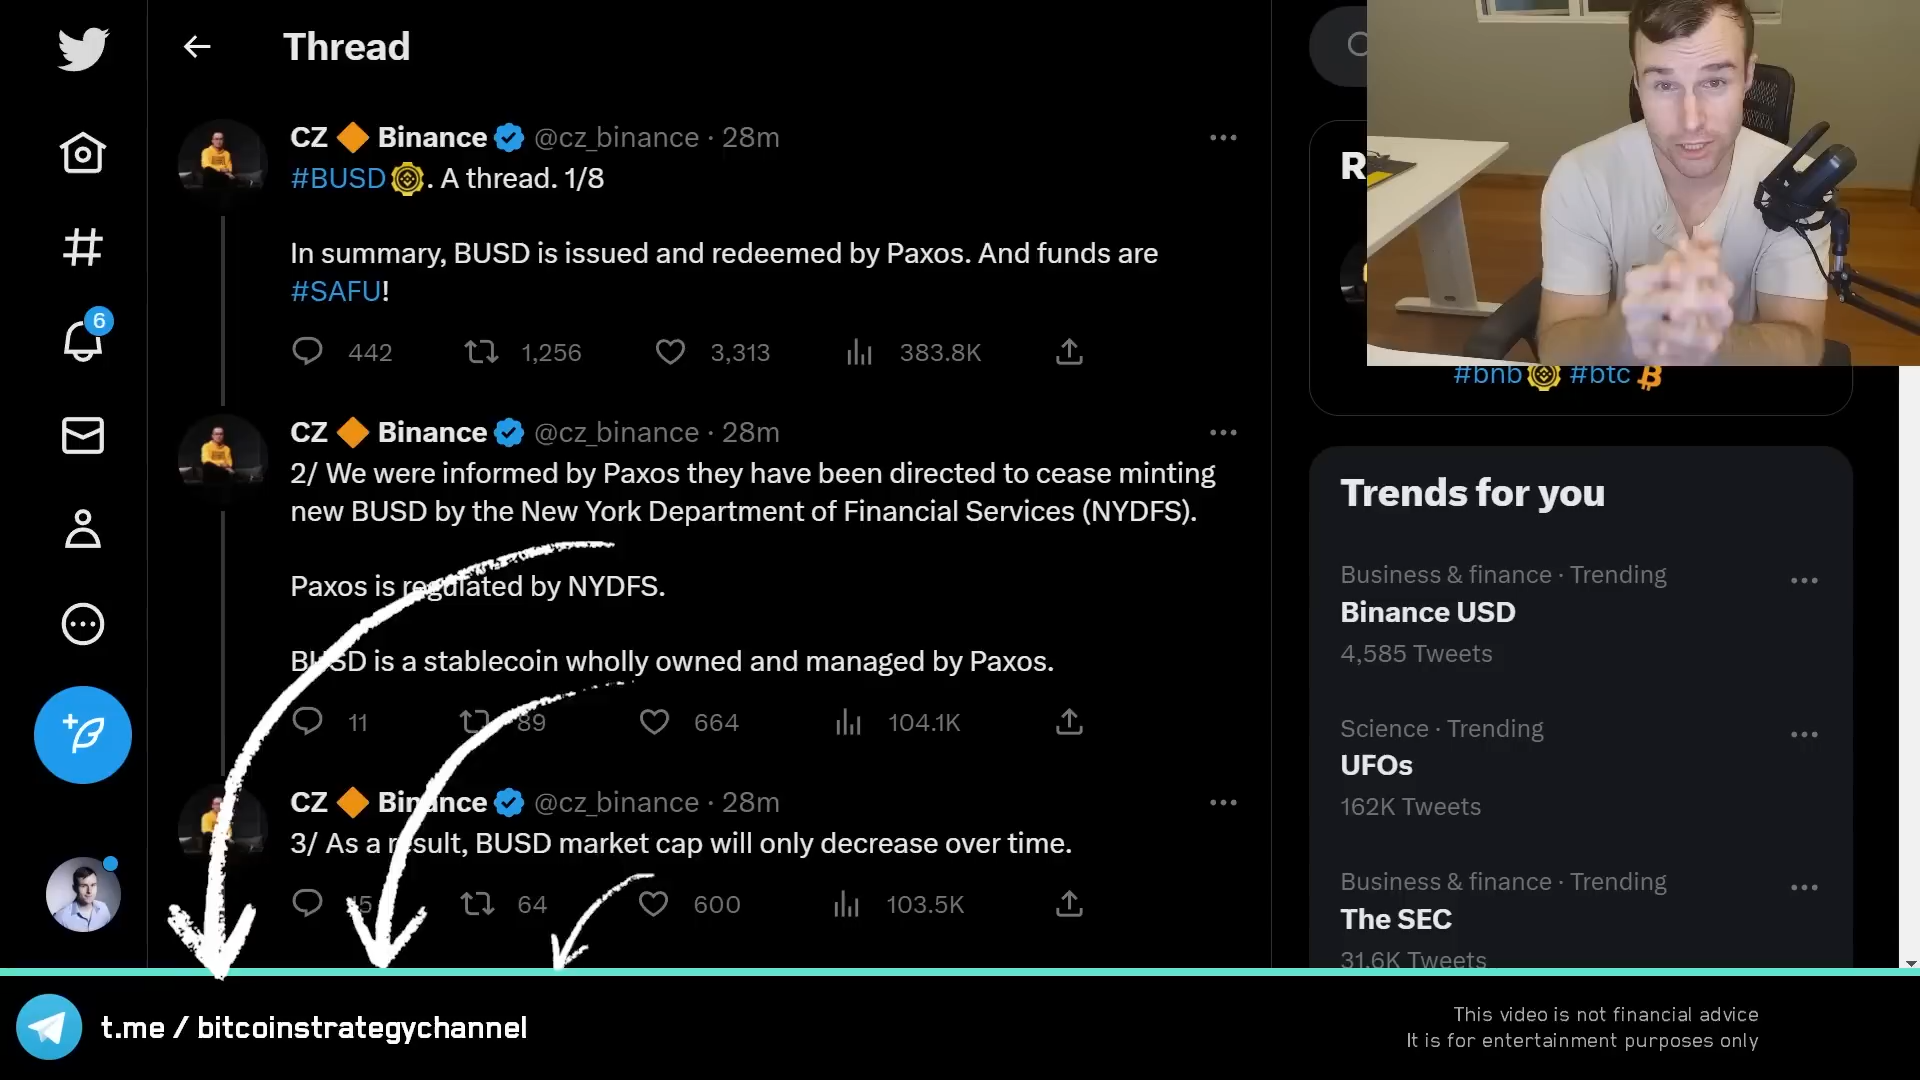 Thread
CZ 🔶 Binance @cz_binance · 28m
#BUSD. A thread. 1/8
In summary, BUSD is issued and redeemed by Paxos. And funds are
#SAFU!
442 1,256 3,313 383.8K
CZ 🔶 Binance @cz_binance · 28m
2/ We were informed by Paxos they have been directed to cease minting
new BUSD by the New York Department of Financial Services (NYDFS).
Paxos is regulated by NYDFS.
BUSD is a stablecoin wholly owned and managed by Paxos.
11 89 664 104.1K
CZ 🔶 Binance @cz_binance · 28m
3/ As a result, BUSD market cap will only decrease over time.
64 600 103.5K
6
R
#bnb #btc
Trends for you
Business & finance · Trending
Binance USD
4,585 Tweets
Science · Trending
UFOs
162K Tweets
Business & finance · Trending
The SEC
31.6K Tweets
t.me / bitcoinstrategychannel
This video is not financial advice
It is for entertainment purposes only